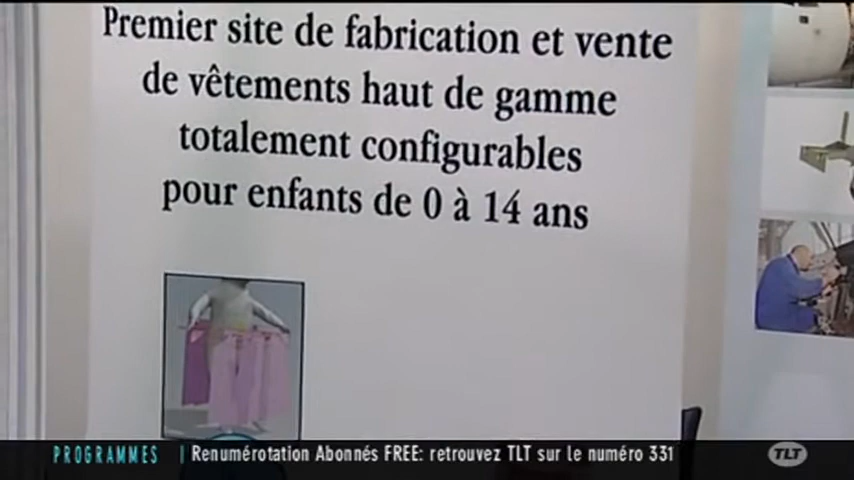 Premier site de fabrication et vente
de vêtements haut de gamme
totalement configurables
pour enfants de 0 à 14 ans
PROGRAMMES | Renumérotation Abonnés FREE: retrouvez TLT sur le numéro 331
TLT